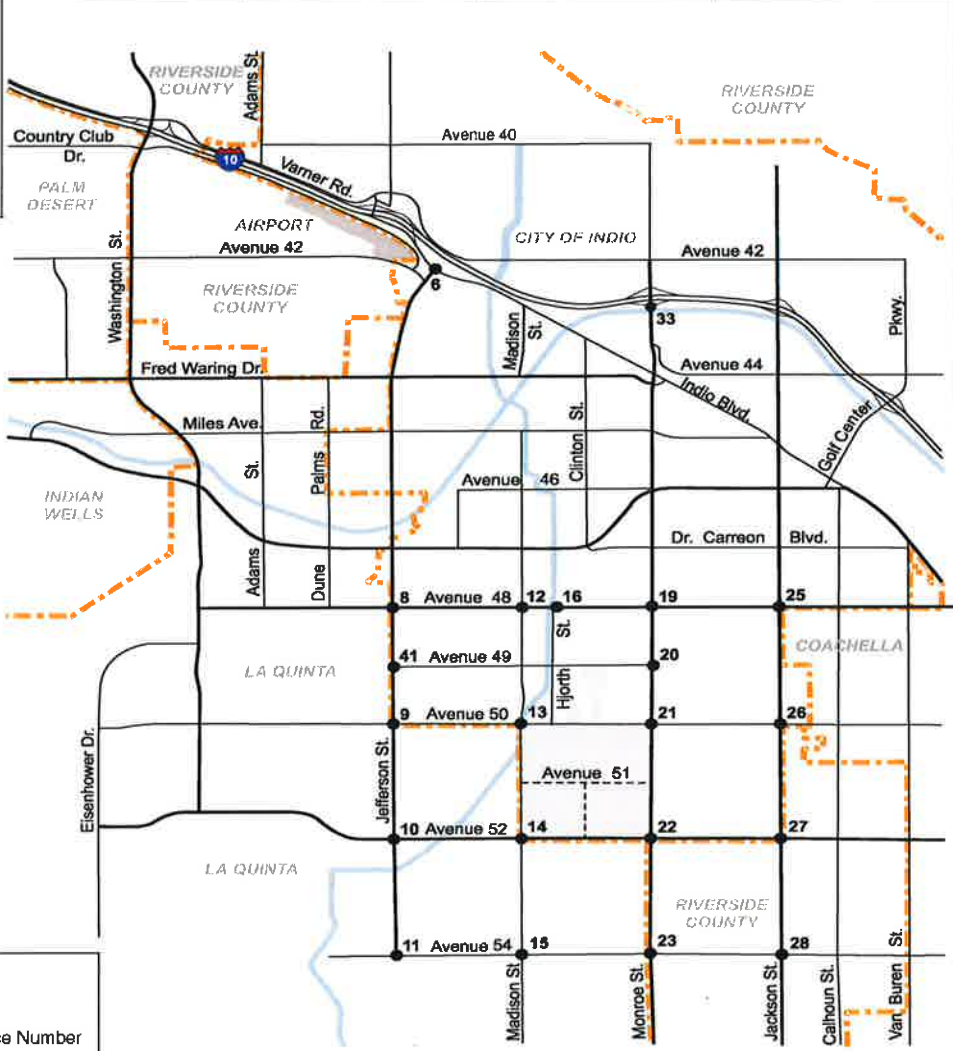 RIVERSIDE
COUNTY
Adams St.
RIVERSIDE
COUNTY
Country Club
Dr.
Avenue 40
10
Varner Rd.
PALM
DESERT
AIRPORT
CITY OF INDIO
Avenue 42
Avenue 42
Washington St.
RIVERSIDE
COUNTY
6
33
Madison
St.
Pkwy.
Fred Waring Dr.
Avenue 44
Indio Blvd.
Miles Ave.
Palms Rd.
Clinton St.
Golf Center
St.
Avenue 46
INDIAN
WELLS
Dr. Carreon Blvd.
Adams
Dune
8 Avenue 48 12 16 19 25
St.
41 Avenue 49 20
LA QUINTA
COACHELLA
Hjorth
9 Avenue 50 13 21 26
Eisenhower Dr.
Jefferson St.
Avenue 51
10 Avenue 52 14 22 27
LA QUINTA
RIVERSIDE
COUNTY
11 Avenue 54 15 23 28
Madison St.
Monroe St.
Jackson St.
Calhoun St.
Van Buren St.
ce Number